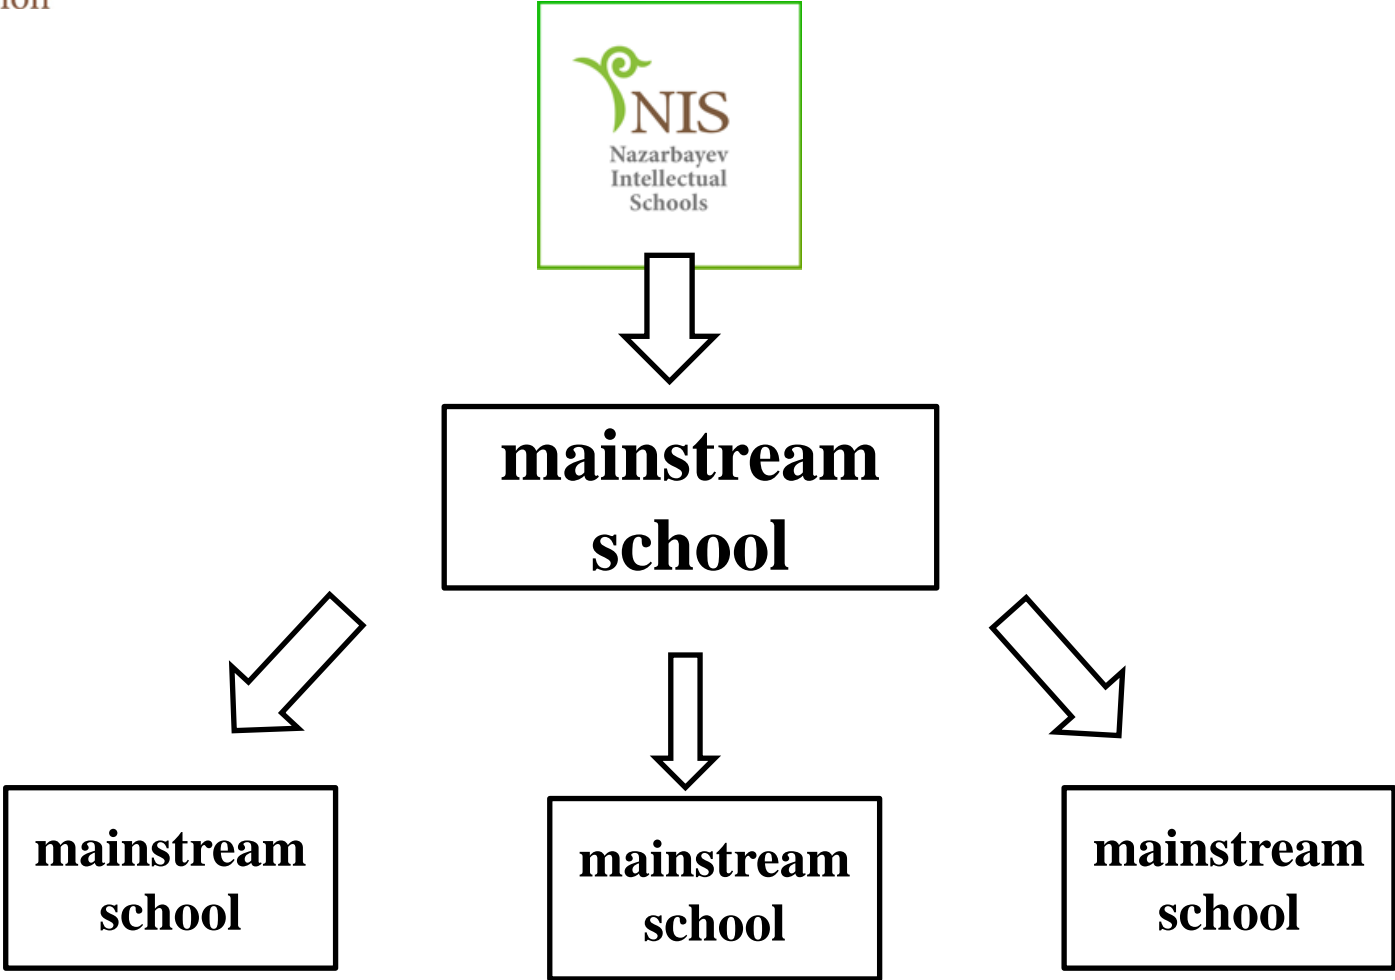 NIS
Nazarbayev
Intellectual
Schools
mainstream
school
mainstream
school
mainstream
school
mainstream
school